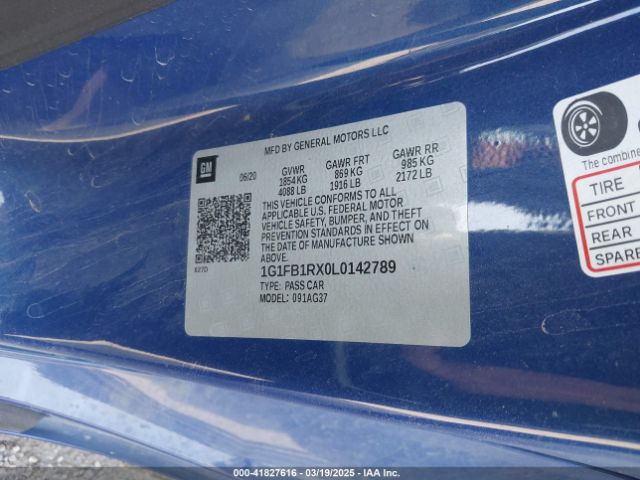 MFD BY GENERAL MOTORS LLC
GM
06/20
GVWR
1854 KG
4088 LB
GAWR FRT
869 KG
1916 LB
GAWR RR
985 KG
2172 LB
THIS VEHICLE CONFORMS TO ALL
APPLICABLE U.S. FEDERAL MOTOR
VEHICLE SAFETY, BUMPER, AND THEFT
PREVENTION STANDARDS IN EFFECT ON
THE DATE OF MANUFACTURE SHOWN
ABOVE.
1G1FB1RX0L0142789
TYPE: PASS CAR
MODEL: 091AG37
The combine
TIRE
FRONT
REAR
SPARE
000-41827616 — 03/19/2025 — IAA Inc.